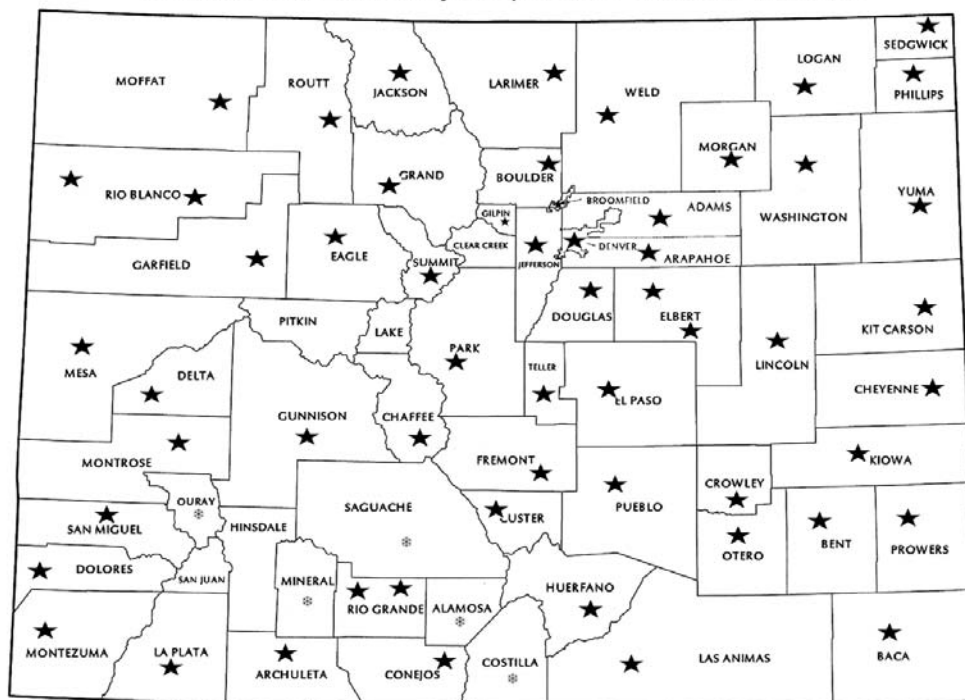 SEDGWICK
LOGAN
MOFFAT
ROUTT
JACKSON
LARIMER
WELD
PHILLIPS
MORGAN
RIO BLANCO
GRAND
BOULDER
YUMA
GILPIN
BROOMFIELD
ADAMS
WASHINGTON
CLEAR CREEK
DENVER
GARFIELD
EAGLE
SUMMIT
JEFFERSON
ARAPAHOE
PITKIN
LAKE
DOUGLAS
ELBERT
KIT CARSON
MESA
DELTA
PARK
TELLER
LINCOLN
CHEYENNE
GUNNISON
CHAFFEE
EL PASO
MONTROSE
FREMONT
KIOWA
OURAY
SAGUACHE
CROWLEY
SAN MIGUEL
HINSDALE
CUSTER
PUEBLO
OTERO
BENT
PROWERS
DOLORES
SAN JUAN
MINERAL
RIO GRANDE
ALAMOSA
HUERFANO
MONTEZUMA
LA PLATA
ARCHULETA
CONEJOS
COSTILLA
LAS ANIMAS
BACA